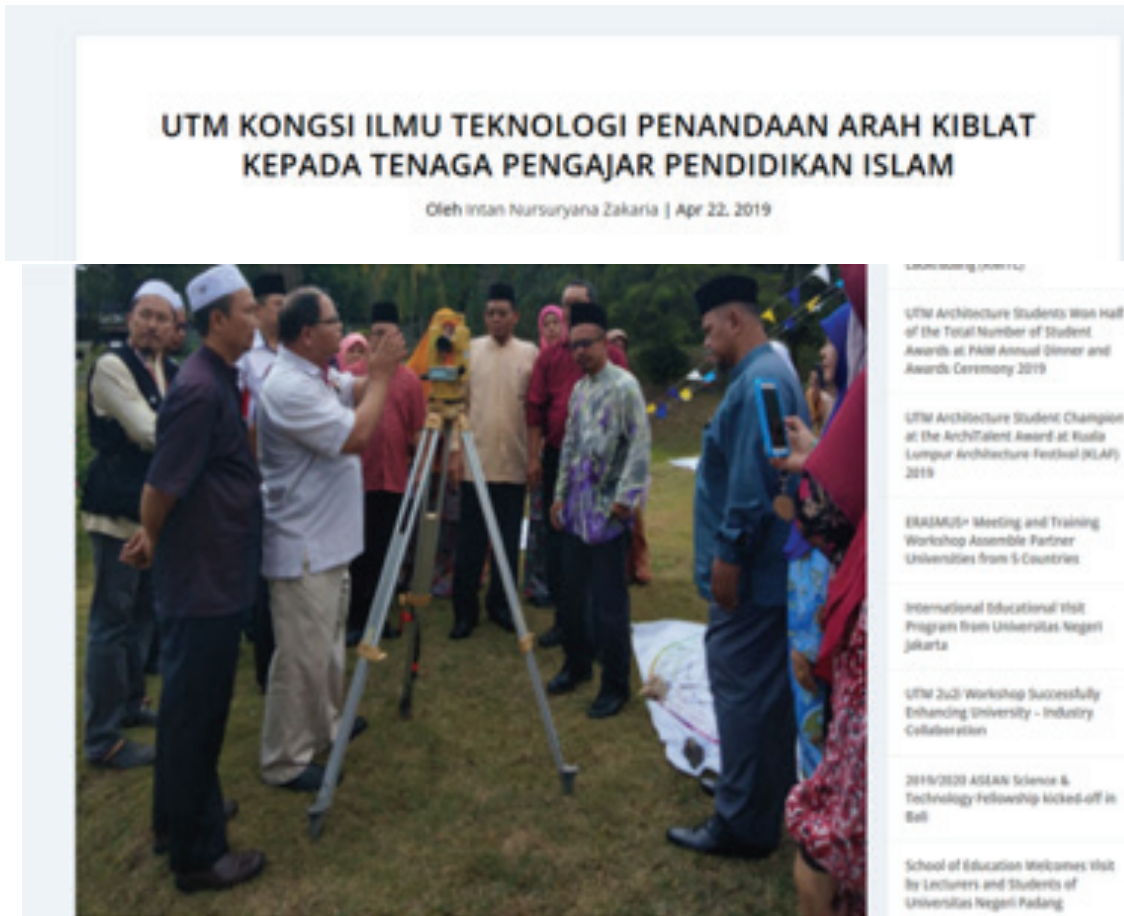 UTM KONGSI ILMU TEKNOLOGI PENANDAAN ARAH KIBLAT
KEPADA TENAGA PENGAJAR PENDIDIKAN ISLAM
Oleh Intan Nursuryana Zakaria | Apr 22, 2019
UTM Architecture Students Won Half
of the Total Number of Student
Awards at PAM Annual Dinner and
Awards Ceremony 2019
UTM Architecture Student Champion
at the ArchiTalent Award at Kuala
Lumpur Architecture Festival (KLAF)
2019
ERASMUS+ Meeting and Training
Workshop Assemble Partner
Universities from 5 Countries
International Educational Visit
Program from Universitas Negeri
Jakarta
UTM 2u2i Workshop Successfully
Enhancing University – Industry
Collaboration
2019/2020 ASEAN Science &
Technology Fellowship kicked-off in
Bali
School of Education Welcomes Visit
by Lecturers and Students of
Universitas Negeri Padang